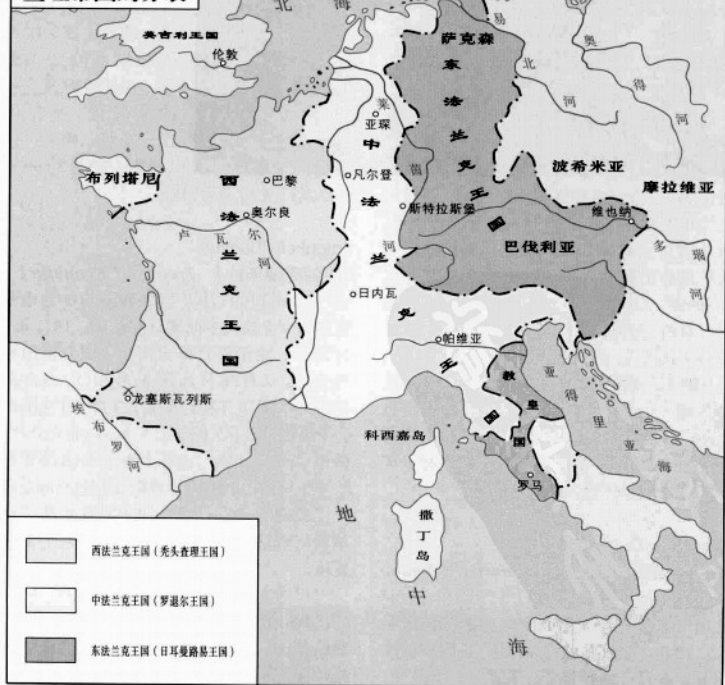 北海
英吉利王国
伦敦
萨克森
易北河
奥得河
东法兰克王国
莱茵河
亚琛
中法兰克王国
凡尔登
斯特拉斯堡
波希米亚
摩拉维亚
维也纳
多瑙河
巴伐利亚
布列塔尼
西法兰克王国
巴黎
奥尔良
卢瓦尔河
日内瓦
帕维亚
教皇国
亚得里亚海
龙塞斯瓦列斯
埃布罗河
科西嘉岛
罗马
撒丁岛
地中海
西法兰克王国（秃头查理王国）
中法兰克王国（罗退尔王国）
东法兰克王国（日耳曼路易王国）